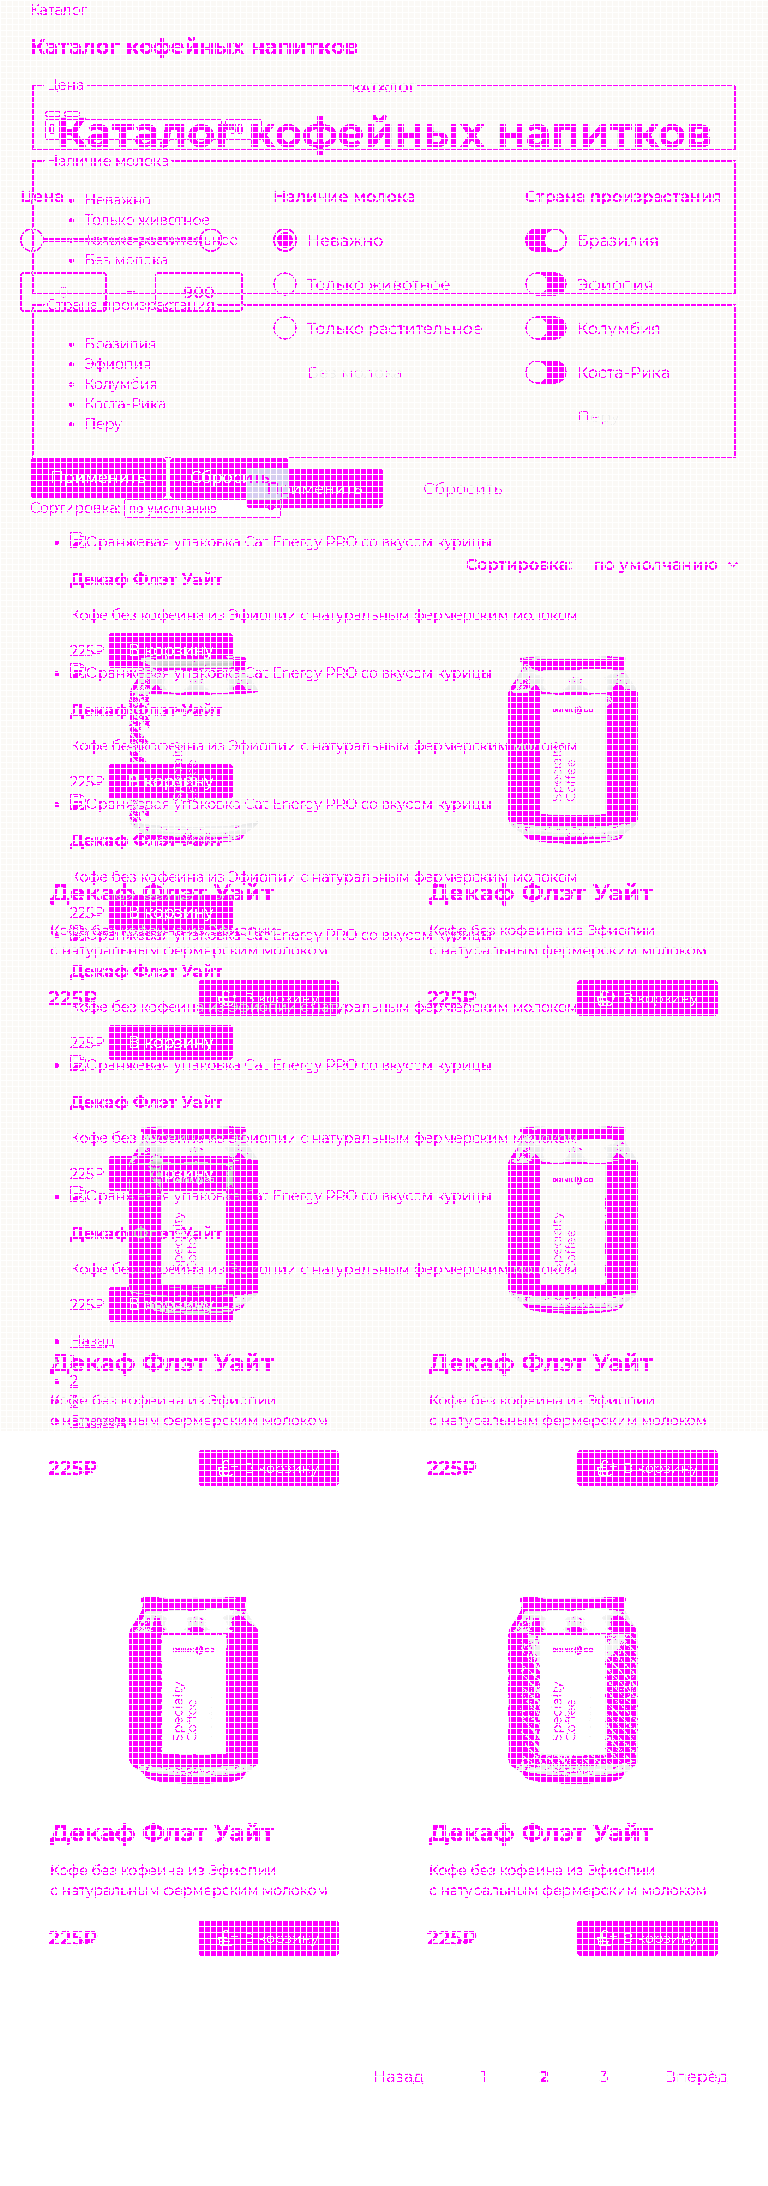 Каталог
Каталог кофейных напитков
Цена
КАТАЛОГ
Каталог кофейных напитков
Наличие молока
Цена
Наличие молока
Страна произрастания
Неважно
Только животное
Только растительное
Без молока
Неважно
Бразилия
Только животное
Эфиопия
900
Страна произрастания
Только растительное
Колумбия
Бразилия
Эфиопия
Колумбия
Коста-Рика
Перу
Коста-Рика
Применить
Сбросить
Применить
Сбросить
Сортировка:
по умолчанию
Оранжевая упаковка Cat Energy PRO со вкусом курицы
Сортировка:
по умолчанию
Декаф Флэт Уайт
Кофе без кофеина из Эфиопии с натуральным фермерским молоком
225₽
В корзину
Оранжевая упаковка Cat Energy PRO со вкусом курицы
Декаф Флэт Уайт
Кофе без кофеина из Эфиопии с натуральным фермерским молоком
Specialty
Coffee
225₽
В корзину
Оранжевая упаковка Cat Energy PRO со вкусом курицы
Декаф Флэт Уайт
Кофе без кофеина из Эфиопии с натуральным фермерским молоком
Декаф Флэт Уайт
Декаф Флэт Уайт
225₽
В корзину
Оранжевая упаковка Cat Energy PRO со вкусом курицы
Кофе без кофеина из Эфиопии
с натуральным фермерским молоком
с натуральным фермерским молоком
Декаф Флэт Уайт
225₽
В корзину
225₽
В корзину
Кофе без кофеина из Эфиопии с натуральным фермерским молоком
225₽
В корзину
Оранжевая упаковка Cat Energy PRO со вкусом курицы
Декаф Флэт Уайт
Кофе без кофеина из Эфиопии с натуральным фермерским молоком
225₽
В корзину
Оранжевая упаковка Cat Energy PRO со вкусом курицы
Декаф Флэт Уайт
Specialty
Coffee
Specialty
Coffee
Кофе без кофеина из Эфиопии с натуральным фермерским молоком
225₽
В корзину
Назад
Декаф Флэт Уайт
Декаф Флэт Уайт
2
Кофе без кофеина из Эфиопии
с натуральным фермерским молоком
Кофе без кофеина из Эфиопии
с натуральным фермерским молоком
225₽
В корзину
225₽
В корзину
Specialty
Coffee
Specialty
Coffee
Декаф Флэт Уайт
Декаф Флэт Уайт
Кофе без кофеина из Эфиопии
с натуральным фермерским молоком
Кофе без кофеина из Эфиопии
с натуральным фермерским молоком
225₽
В корзину
225₽
В корзину
Назад
1
2
3
Вперёд